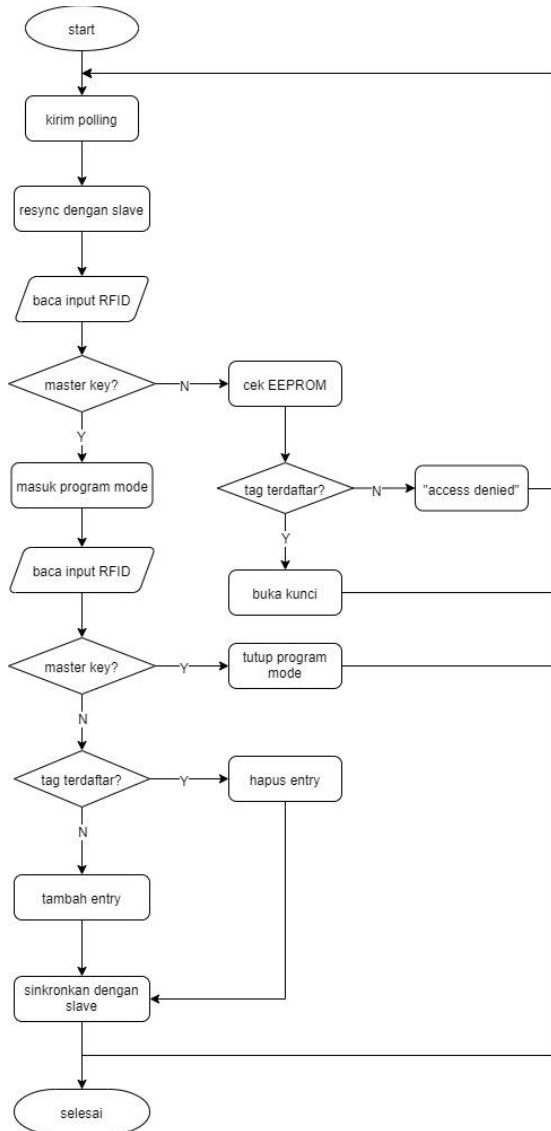 start
kirim polling
resync dengan slave
baca input RFID
master key?
N
cek EEPROM
Y
masuk program mode
tag terdaftar?
N
"access denied"
Y
baca input RFID
buka kunci
master key?
Y
tutup program
mode
N
tag terdaftar?
Y
hapus entry
N
tambah entry
sinkronkan dengan
slave
selesai